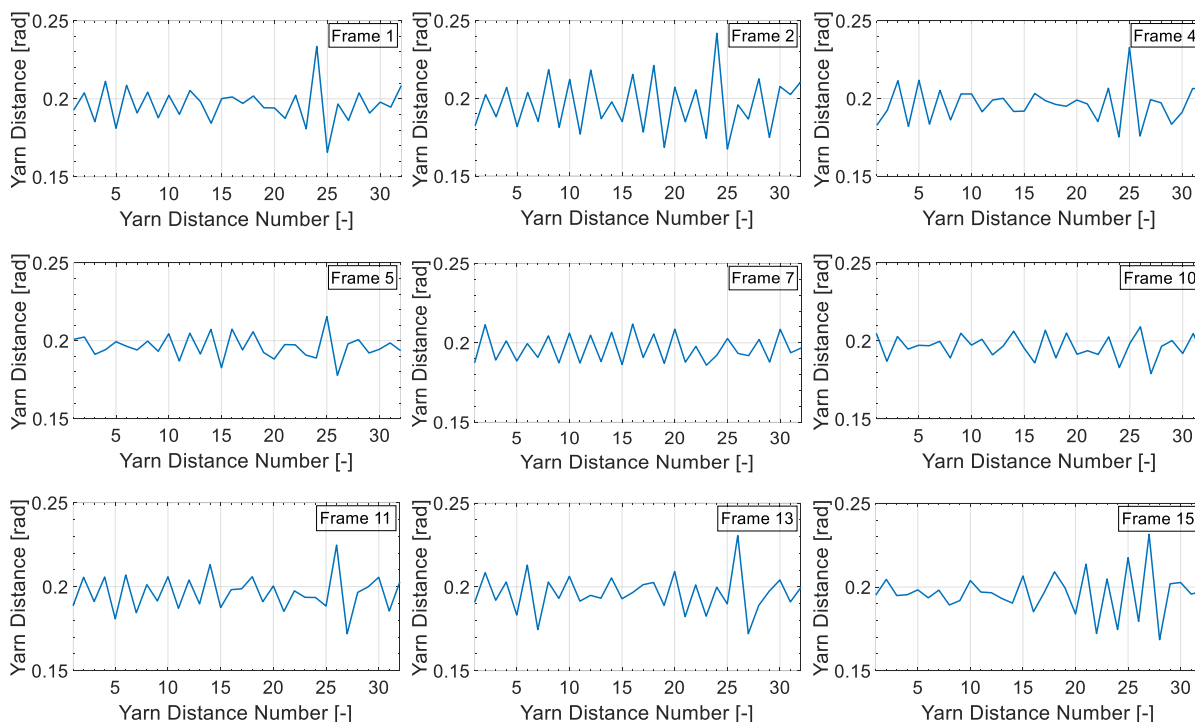 Yarn Distance [rad]
0.25
0.2
0.15
Frame 1
5 10 15 20 25 30
Yarn Distance Number [-]
Yarn Distance [rad]
0.25
0.2
0.15
Frame 2
5 10 15 20 25 30
Yarn Distance Number [-]
Yarn Distance [rad]
0.25
0.2
0.15
Frame 4
5 10 15 20 25 30
Yarn Distance Number [-]
Yarn Distance [rad]
0.25
0.2
0.15
Frame 5
5 10 15 20 25 30
Yarn Distance Number [-]
Yarn Distance [rad]
0.25
0.2
0.15
Frame 7
5 10 15 20 25 30
Yarn Distance Number [-]
Yarn Distance [rad]
0.25
0.2
0.15
Frame 10
5 10 15 20 25 30
Yarn Distance Number [-]
Yarn Distance [rad]
0.25
0.2
0.15
Frame 11
5 10 15 20 25 30
Yarn Distance Number [-]
Yarn Distance [rad]
0.25
0.2
0.15
Frame 13
5 10 15 20 25 30
Yarn Distance Number [-]
Yarn Distance [rad]
0.25
0.2
0.15
Frame 15
5 10 15 20 25 30
Yarn Distance Number [-]